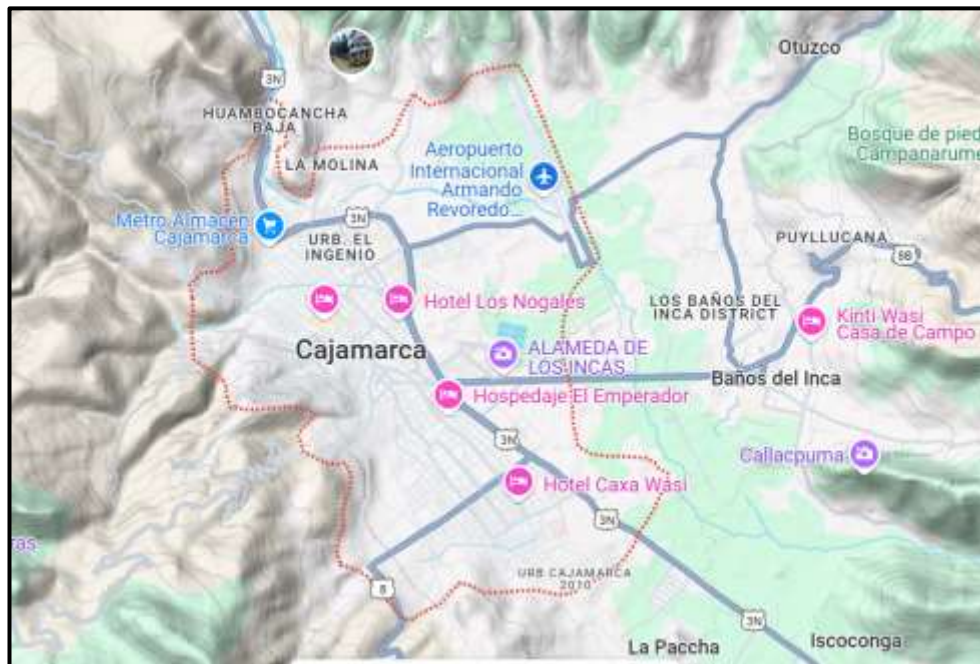 Otuzco
3N
HUAMBOCANCHA
BAJA
LA MOLINA
Aeropuerto
Internacional
Armando
Revoredo...
Bosque de pie
Campanarume
Metro Almacen
Cajamarca
3N
URB. EL
INGENIO
PUYLLUCANA
8B
Hotel Los Nogales
LOS BAÑOS DEL
INCA DISTRICT
Kinti Wasi
Casa de Campo
Cajamarca
ALAMEDA DE
LOS INCAS
Baños del Inca
Hospedaje El Emperador
3N
Callacpuma
Hotel Caxa Wasi
3N
ras
URB CAJAMARCA
2010
8
3N
La Paccha
Iscoconga